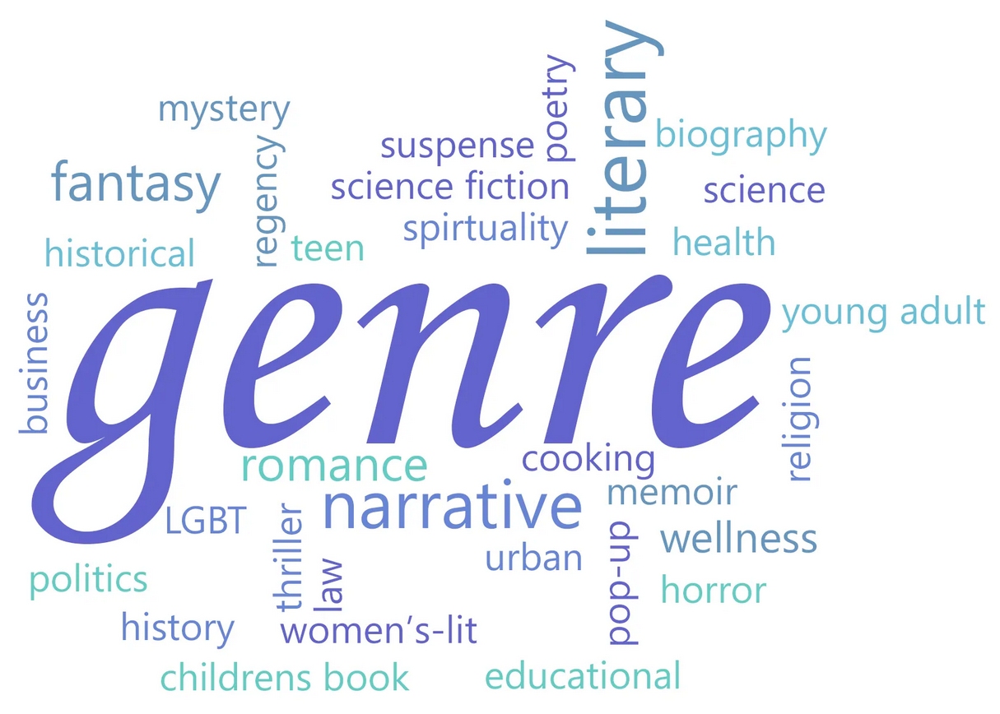 literary
poetry
mystery
biography
suspense
regency
fantasy
science fiction
science
spirtuality
historical
teen
health
genre
business
young adult
religion
romance
cooking
narrative
memoir
LGBT
thriller
wellness
urban
pop-up
law
politics
horror
history
women’s-lit
childrens book
educational